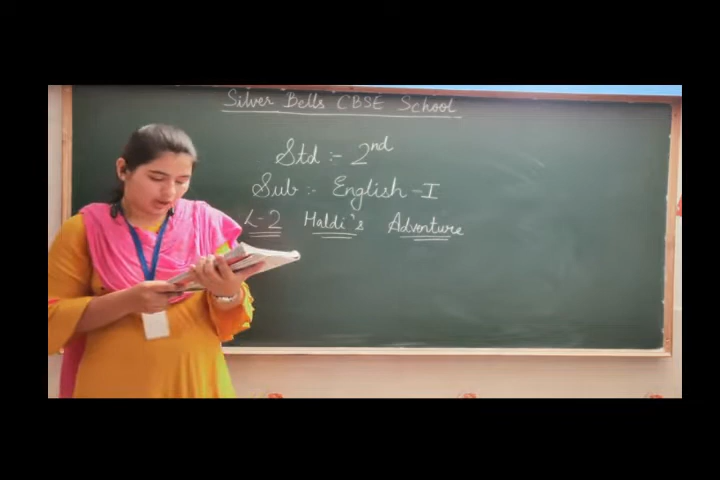 Silver Bells CBSE School
Std :- 2nd
Sub :- English - I
L-2 Haldi's Adventure